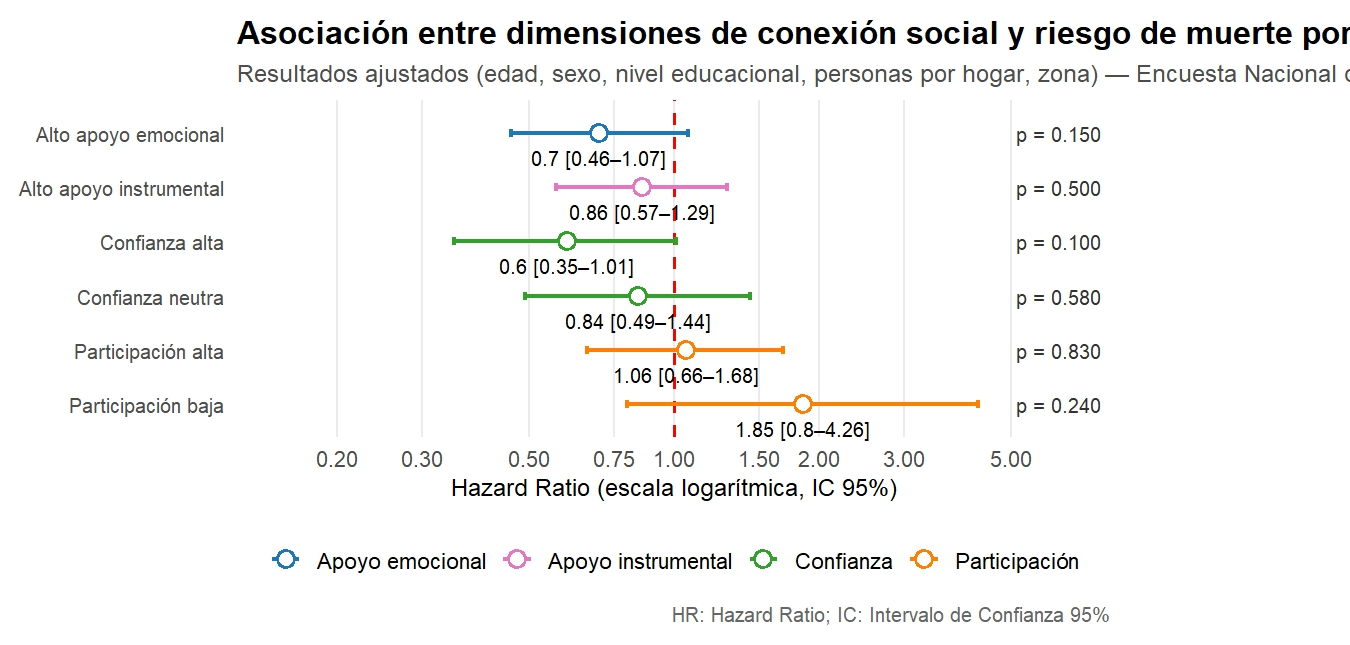 Asociación entre dimensiones de conexión social y riesgo de muerte por
Resultados ajustados (edad, sexo, nivel educacional, personas por hogar, zona) — Encuesta Nacional
Alto apoyo emocional
p = 0.150
0.7 [0.46–1.07]
Alto apoyo instrumental
p = 0.500
0.86 [0.57–1.29]
Confianza alta
p = 0.100
0.6 [0.35–1.01]
Confianza neutra
p = 0.580
0.84 [0.49–1.44]
Participación alta
p = 0.830
1.06 [0.66–1.68]
Participación baja
p = 0.240
1.85 [0.8–4.26]
0.20 0.30 0.50 0.75 1.00 1.50 2.00 3.00 5.00
Hazard Ratio (escala logarítmica, IC 95%)
Apoyo emocional Apoyo instrumental Confianza Participación
HR: Hazard Ratio; IC: Intervalo de Confianza 95%